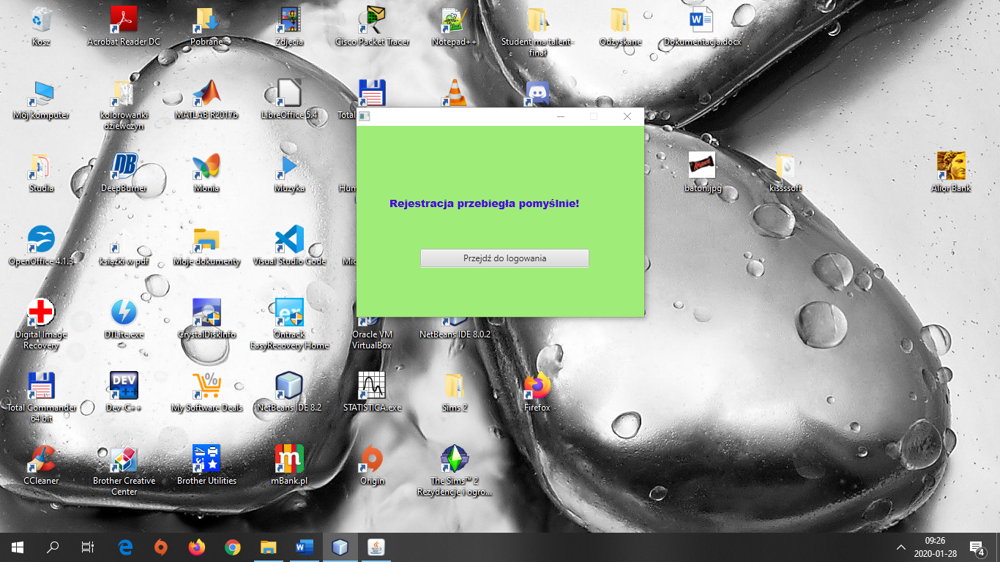 Kosz
Acrobat Reader DC
Pobrane
Zdjęcia
Cisco Packet Tracer
Notepad++
Student ma talent-
finał
Odzyskane
Dokumentacja.docx
Mój komputer
kolorowanki
dziewczyn
MATLAB R2017b
LibreOffice 5.4
Total
Studia
DB
DeepBurner
Monia
Muzyka
Hum
baton.jpg
kissssoft
Alior Bank
Rejestracja przebiegła pomyślnie!
Przejdź do logowania
OpenOffice 4.1.3
książki w pdf
Moje dokumenty
Visual Studio Code
Mic
Digital Image
Recovery
DTLite.exe
CrystalDiskInfo
er
Ontrack
EasyRecovery Home
Oracle VM
VirtualBox
NetBeans IDE 8.0.2
Total Commander
64 bit
DEV
Dev-C++
My Software Deals
NetBeans IDE 8.2
STATISTICA.exe
Sims 2
Firefox
CCleaner
Brother Creative
Center
Brother Utilities
m
mBank.pl
Origin
The Sims™ 2
Rezydencje i ogro...
09:26
2020-01-28
4